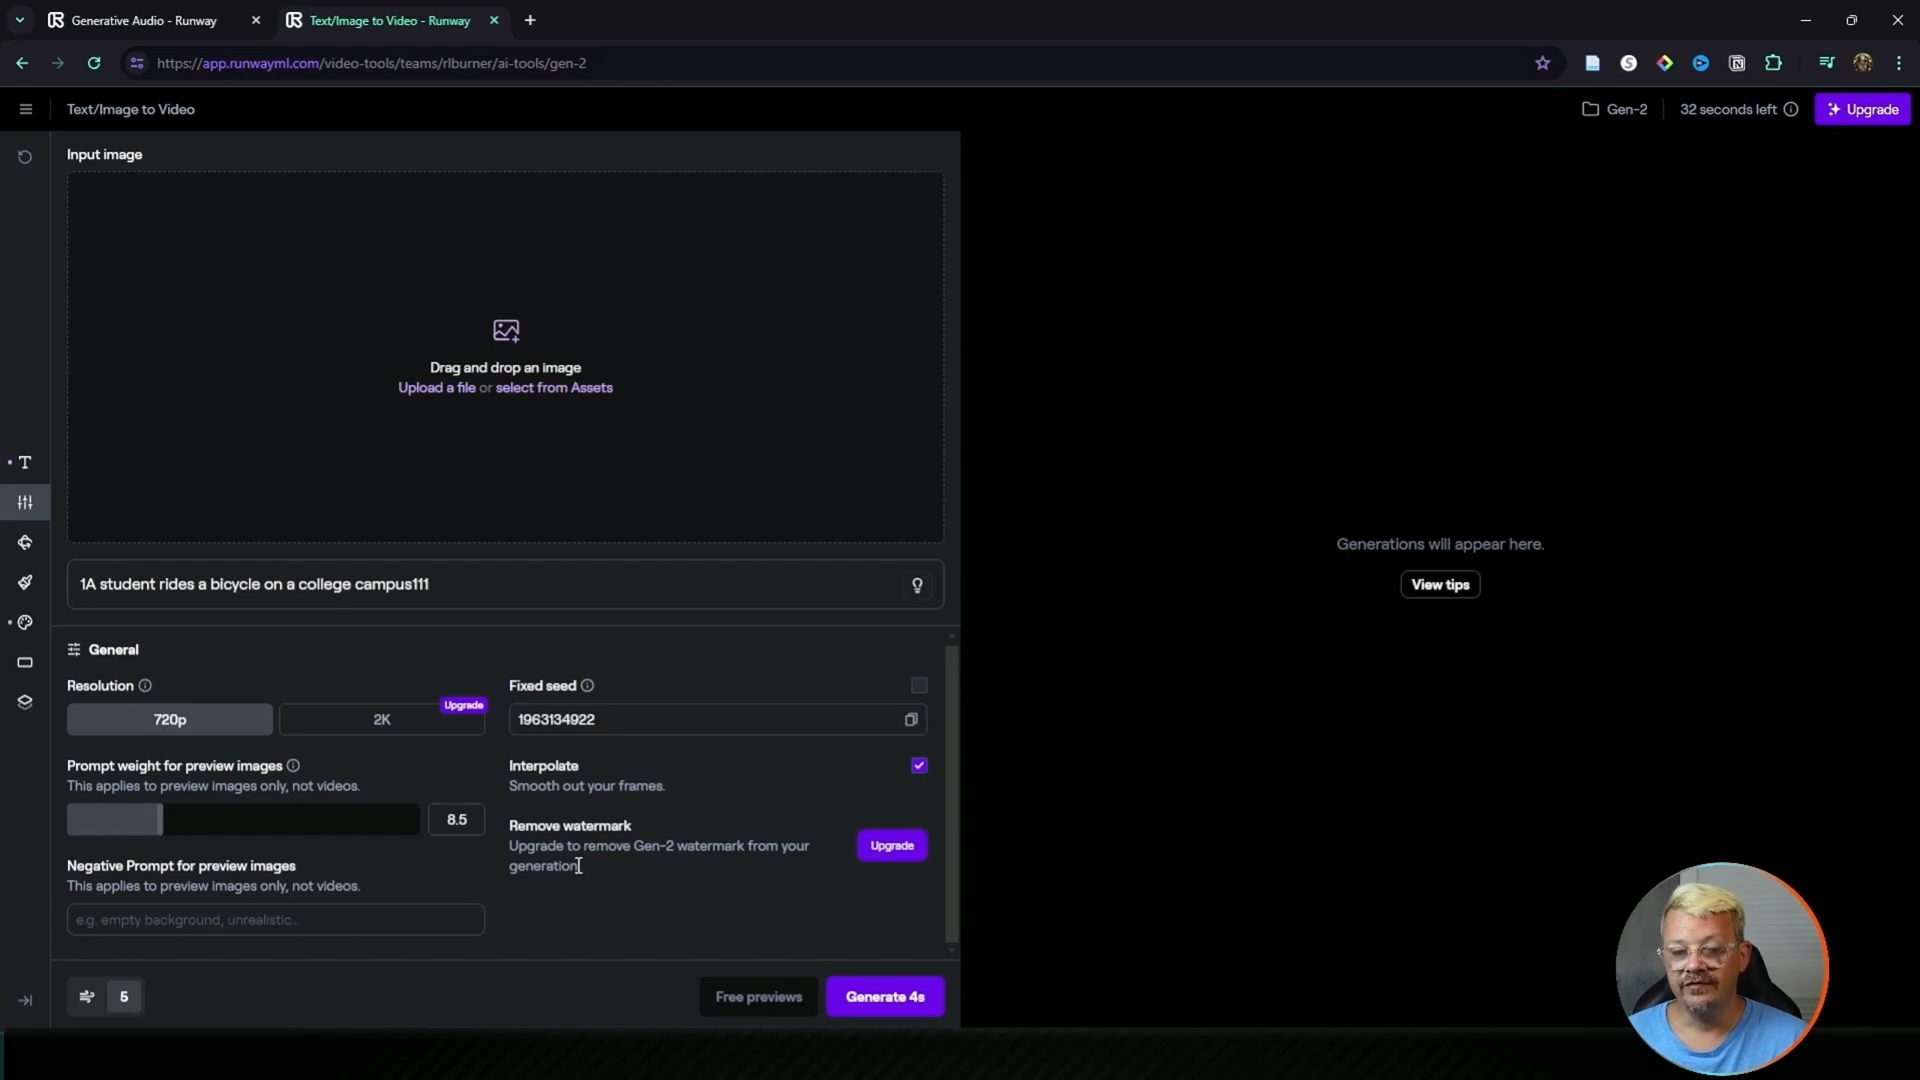 Generative Audio - Runway
Text/Image to Video - Runway
https://app.runwayml.com/video-tools/teams/rlburner/ai-tools/gen-2
Text/Image to Video
Gen-2
32 seconds left
Upgrade
Input image
Drag and drop an image
Upload a file or select from Assets
1A student rides a bicycle on a college campus111
Generations will appear here.
View tips
General
Resolution
720p
2K
Upgrade
Fixed seed
1963134922
Prompt weight for preview images
This applies to preview images only, not videos.
8.5
Interpolate
Smooth out your frames.
Remove watermark
Upgrade to remove Gen-2 watermark from your
generation
Upgrade
Negative Prompt for preview images
This applies to preview images only, not videos.
e.g. empty background, unrealistic...
5
Free previews
Generate 4s